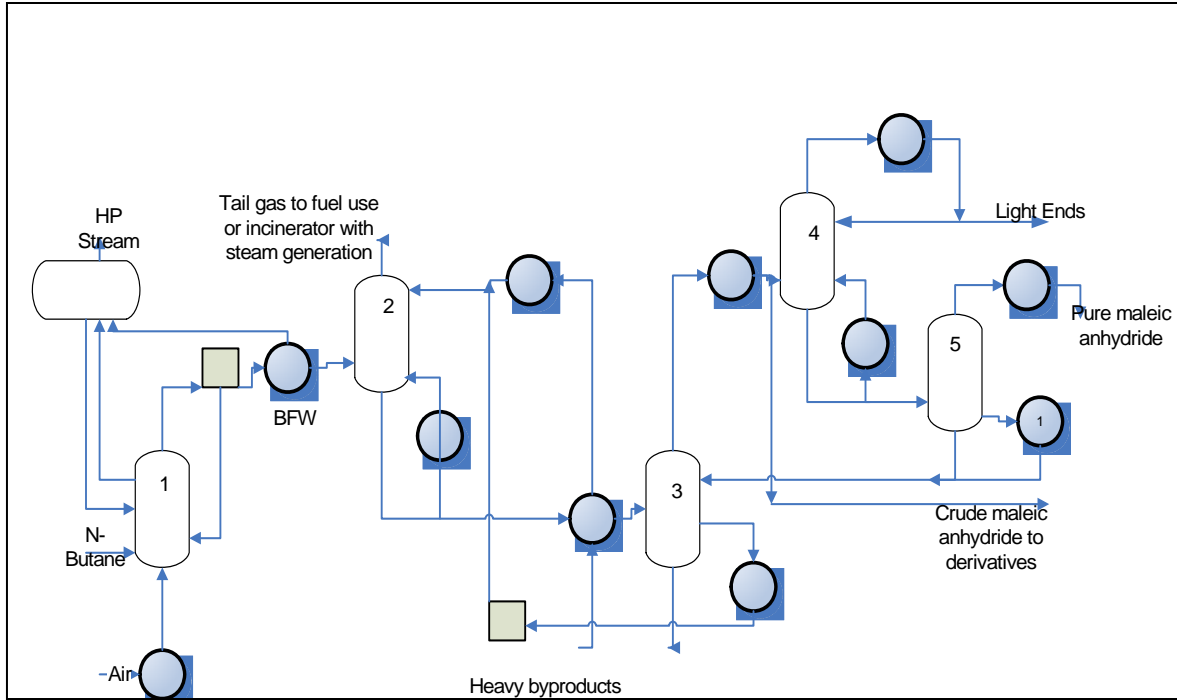 HP
Stream
Tail gas to fuel use
or incinerator with
steam generation
2
4
Light Ends
5
Pure maleic
anhydride
BFW
1
1
3
N-
Butane
Crude maleic
anhydride to
derivatives
Air
Heavy byproducts